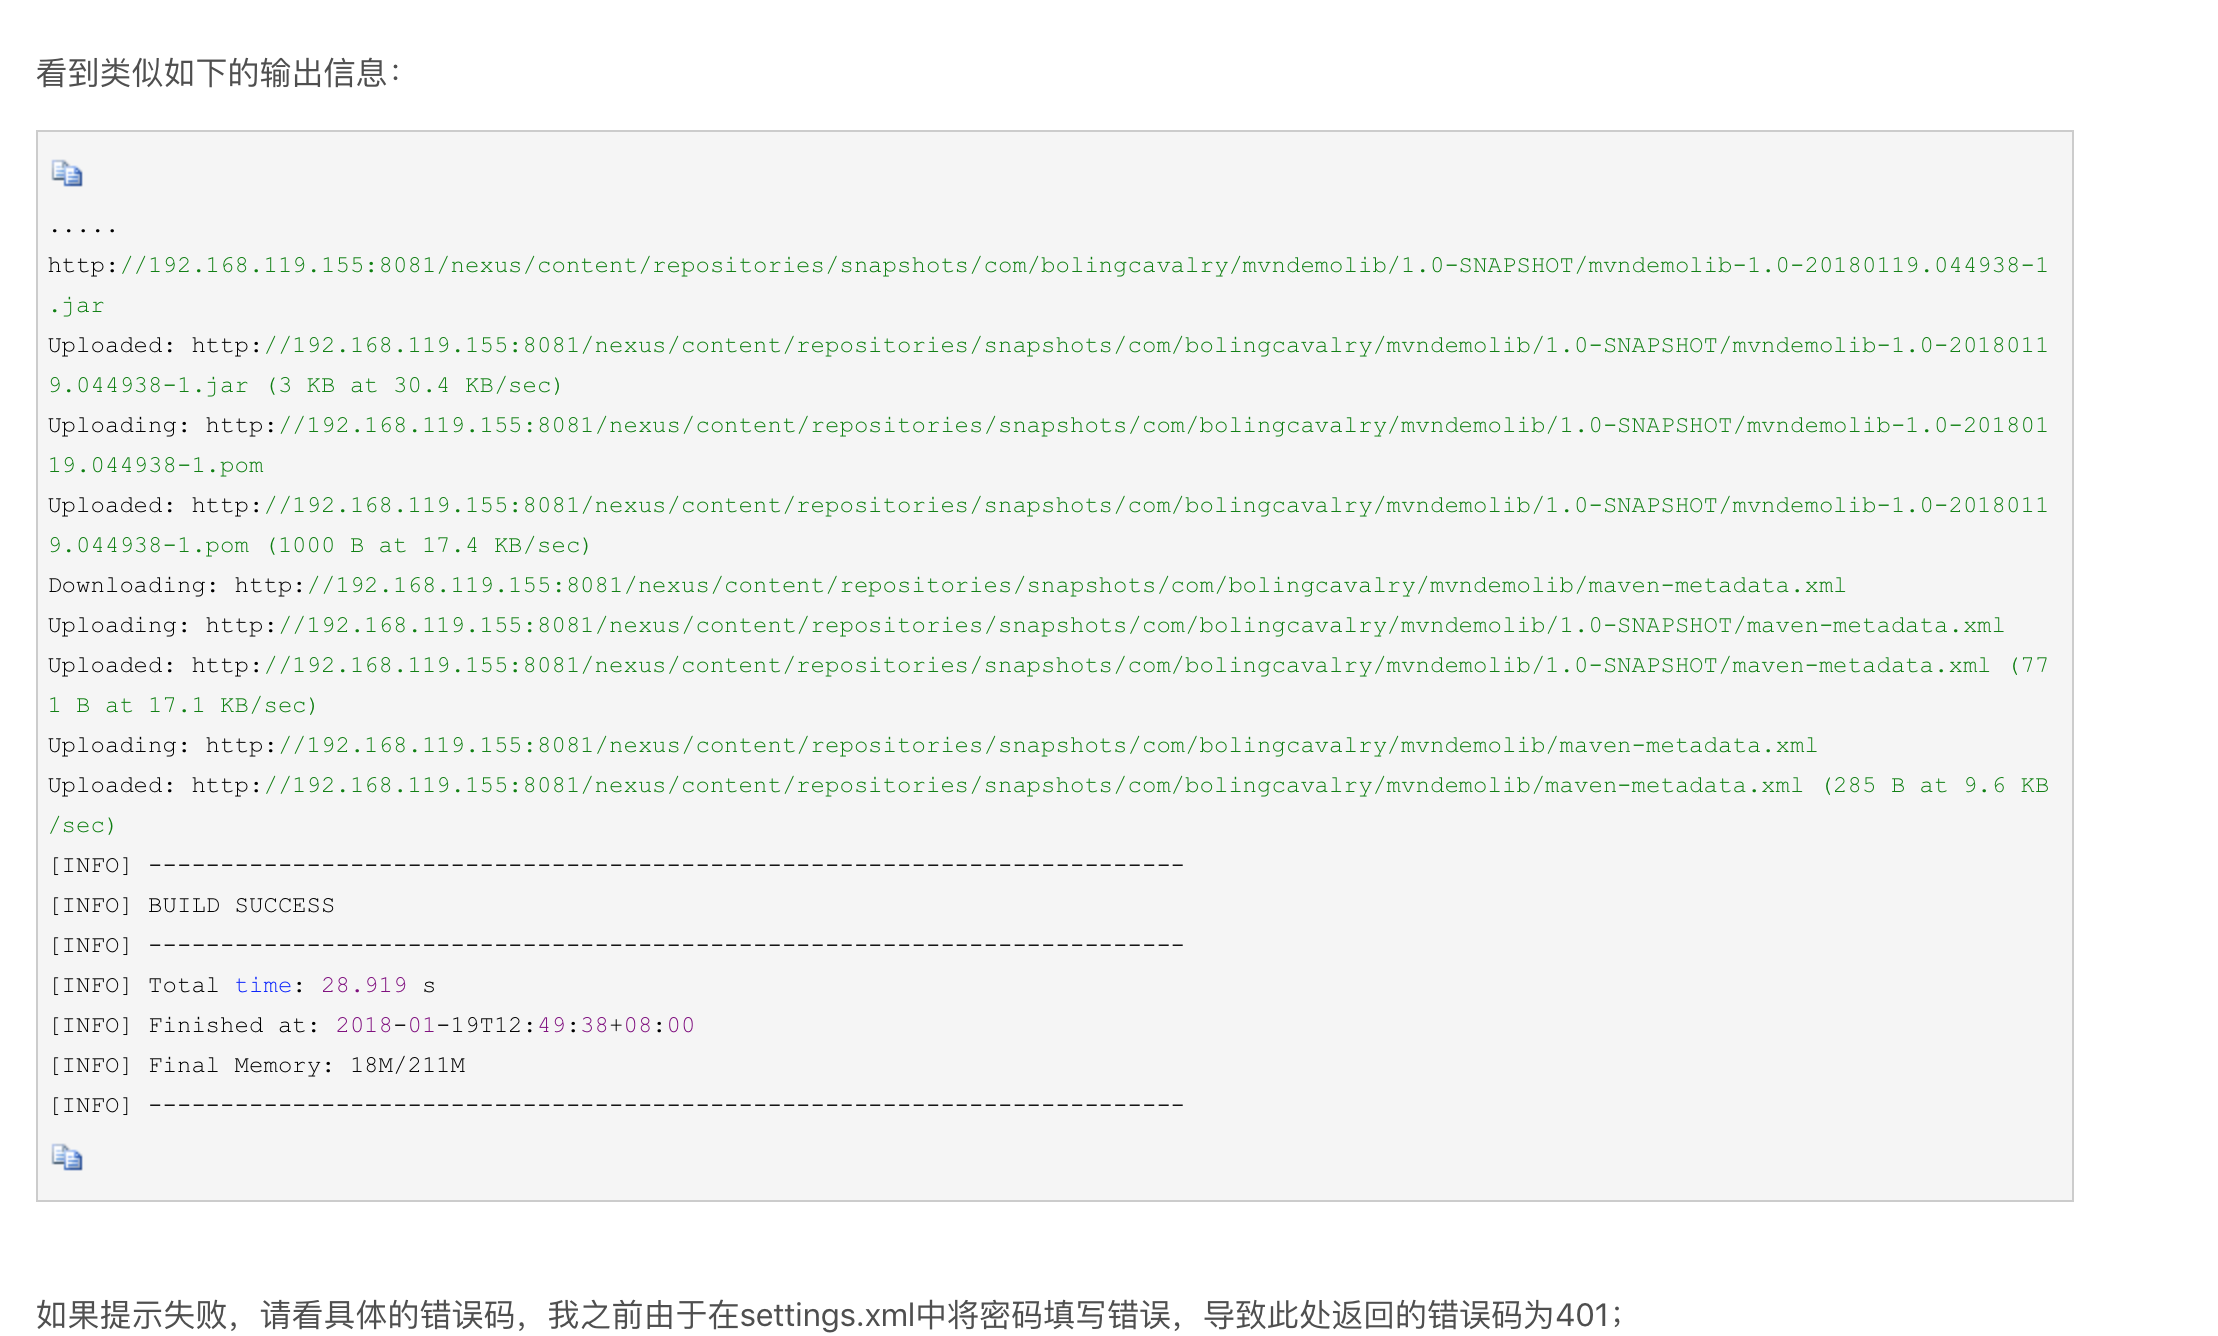 看到类似如下的输出信息：
.....
http://192.168.119.155:8081/nexus/content/repositories/snapshots/com/bolingcavalry/mvndemolib/1.0-SNAPSHOT/mvndemolib-1.0-20180119.044938-1
.jar
Uploaded: http://192.168.119.155:8081/nexus/content/repositories/snapshots/com/bolingcavalry/mvndemolib/1.0-SNAPSHOT/mvndemolib-1.0-2018011
9.044938-1.jar (3 KB at 30.4 KB/sec)
Uploading: http://192.168.119.155:8081/nexus/content/repositories/snapshots/com/bolingcavalry/mvndemolib/1.0-SNAPSHOT/mvndemolib-1.0-201801
19.044938-1.pom
Uploaded: http://192.168.119.155:8081/nexus/content/repositories/snapshots/com/bolingcavalry/mvndemolib/1.0-SNAPSHOT/mvndemolib-1.0-2018011
9.044938-1.pom (1000 B at 17.4 KB/sec)
Downloading: http://192.168.119.155:8081/nexus/content/repositories/snapshots/com/bolingcavalry/mvndemolib/maven-metadata.xml
Uploading: http://192.168.119.155:8081/nexus/content/repositories/snapshots/com/bolingcavalry/mvndemolib/1.0-SNAPSHOT/maven-metadata.xml
Uploaded: http://192.168.119.155:8081/nexus/content/repositories/snapshots/com/bolingcavalry/mvndemolib/1.0-SNAPSHOT/maven-metadata.xml (77
1 B at 17.1 KB/sec)
Uploading: http://192.168.119.155:8081/nexus/content/repositories/snapshots/com/bolingcavalry/mvndemolib/maven-metadata.xml
Uploaded: http://192.168.119.155:8081/nexus/content/repositories/snapshots/com/bolingcavalry/mvndemolib/maven-metadata.xml (285 B at 9.6 KB
/sec)
[INFO] ------------------------------------------------------------------------
[INFO] BUILD SUCCESS
[INFO] ------------------------------------------------------------------------
[INFO] Total time: 28.919 s
[INFO] Finished at: 2018-01-19T12:49:38+08:00
[INFO] Final Memory: 18M/211M
[INFO] ------------------------------------------------------------------------
如果提示失败，请看具体的错误码，我之前由于在settings.xml中将密码填写错误，导致此处返回的错误码为401；